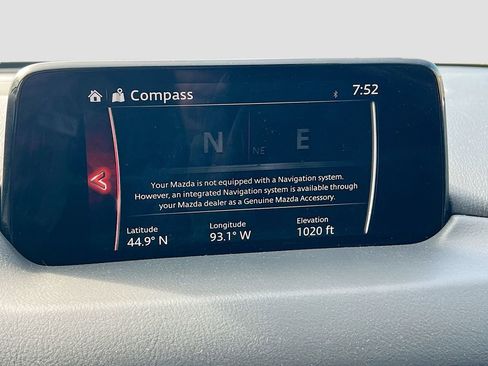 Compass 7:52
N NE E
Your Mazda is not equipped with a Navigation system.
However, an integrated Navigation system is available through
your Mazda dealer as a Genuine Mazda Accessory.
Latitude Longitude Elevation
44.9° N 93.1° W 1020 ft